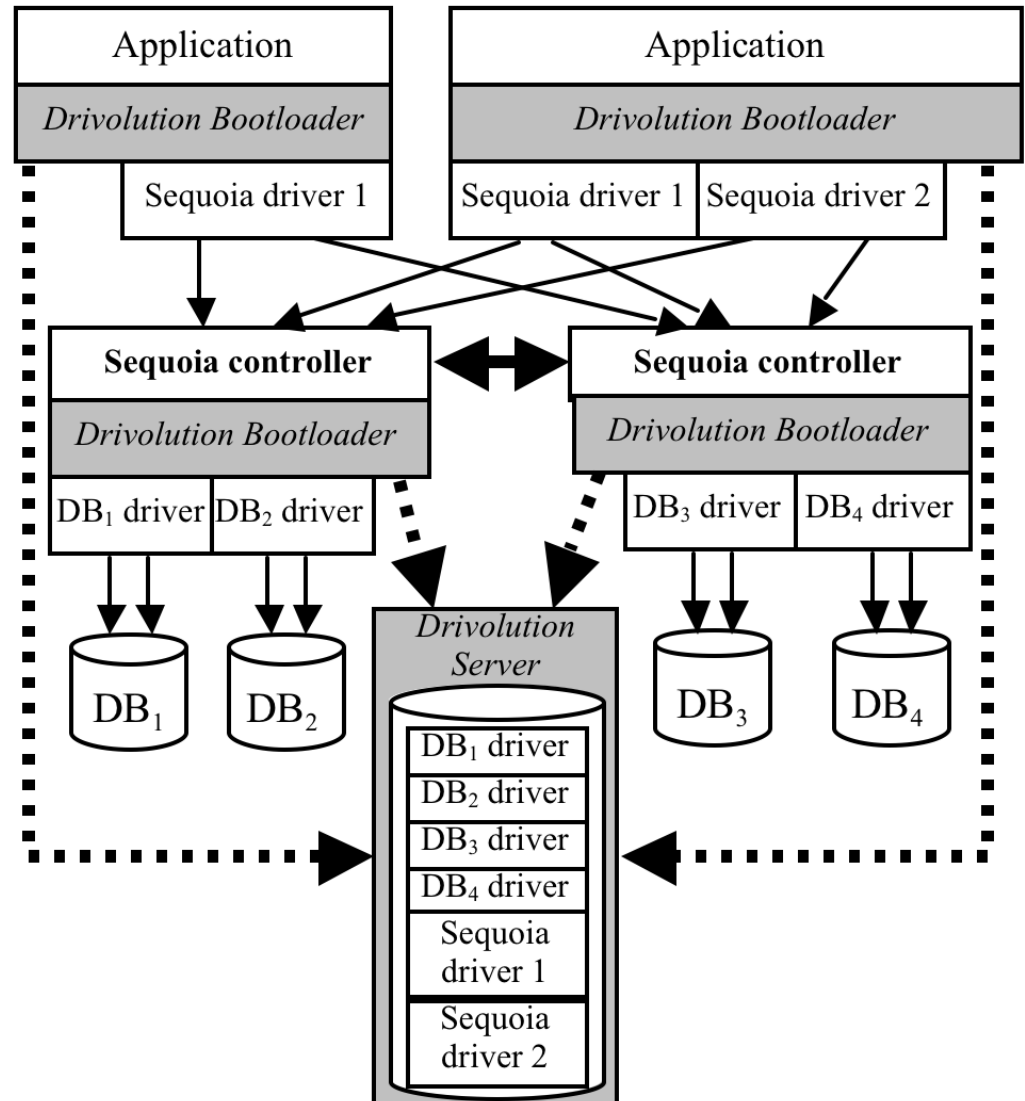 Application
Application
Drivolution Bootloader
Drivolution Bootloader
Sequoia driver 1
Sequoia driver 1
Sequoia driver 2
Sequoia controller
Sequoia controller
Drivolution Bootloader
Drivolution Bootloader
DB₁ driver
DB₂ driver
DB₃ driver
DB₄ driver
DB₁
DB₂
DB₃
DB₄
Drivolution
Server
DB₁ driver
DB₂ driver
DB₃ driver
DB₄ driver
Sequoia
driver 1
Sequoia
driver 2